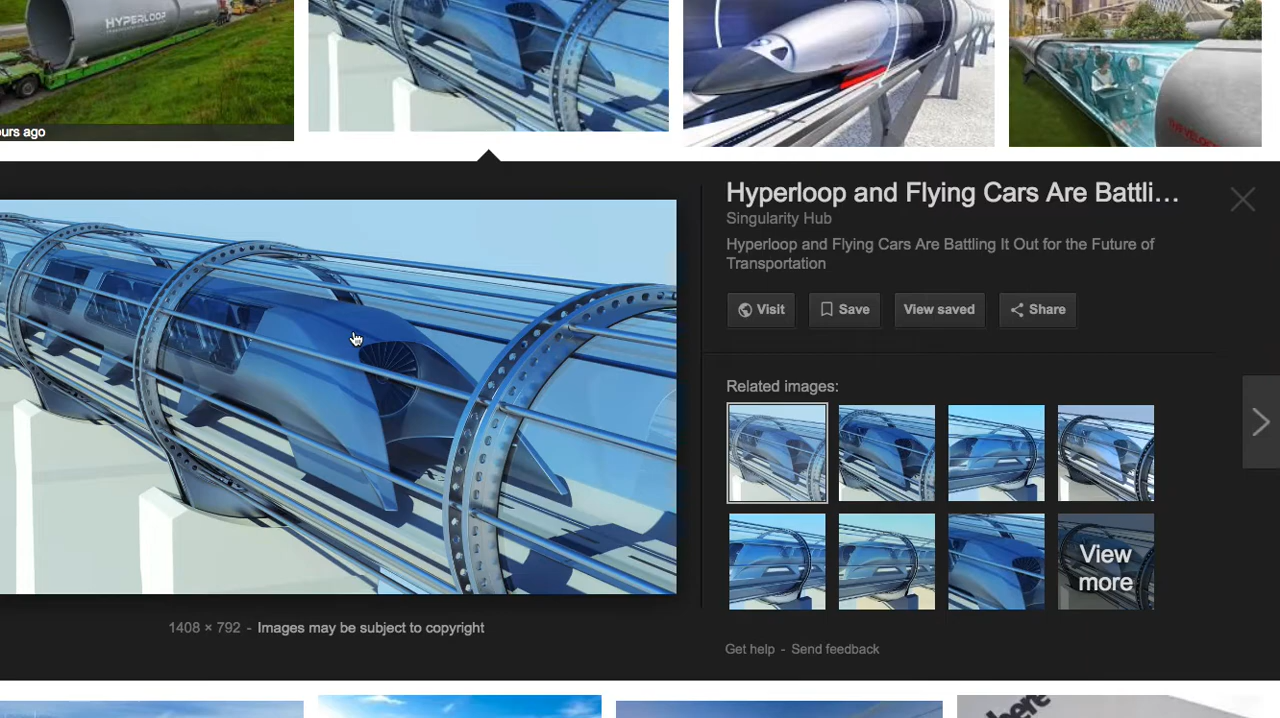 HYPERLOOP
ours ago
Hyperloop and Flying Cars Are Battli...
Singularity Hub
Hyperloop and Flying Cars Are Battling It Out for the Future of
Transportation
Visit
Save
View saved
Share
Related images:
View
more
1408 × 792 - Images may be subject to copyright
Get help - Send feedback
here